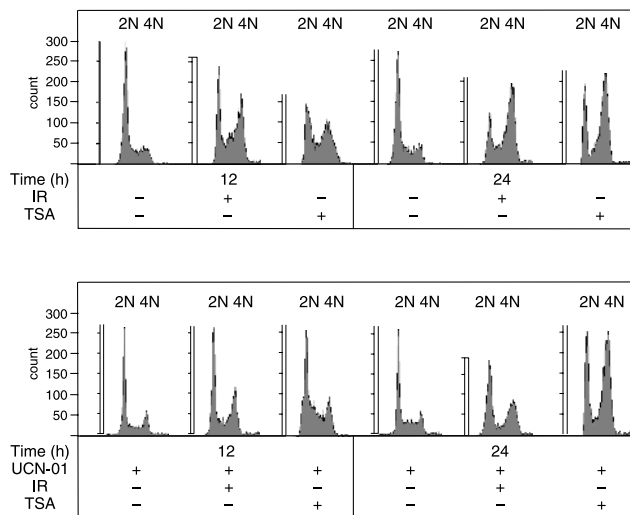 2N 4N 2N 4N 2N 4N 2N 4N 2N 4N 2N 4N
300
250
200
150
100
50
count
Time (h) 12 24
IR – + – – + –
TSA – – + – – +
2N 4N 2N 4N 2N 4N 2N 4N 2N 4N 2N 4N
300
250
200
150
100
50
count
Time (h) 12 24
UCN-01 + + + + + +
IR – + – – + –
TSA – – + – – +